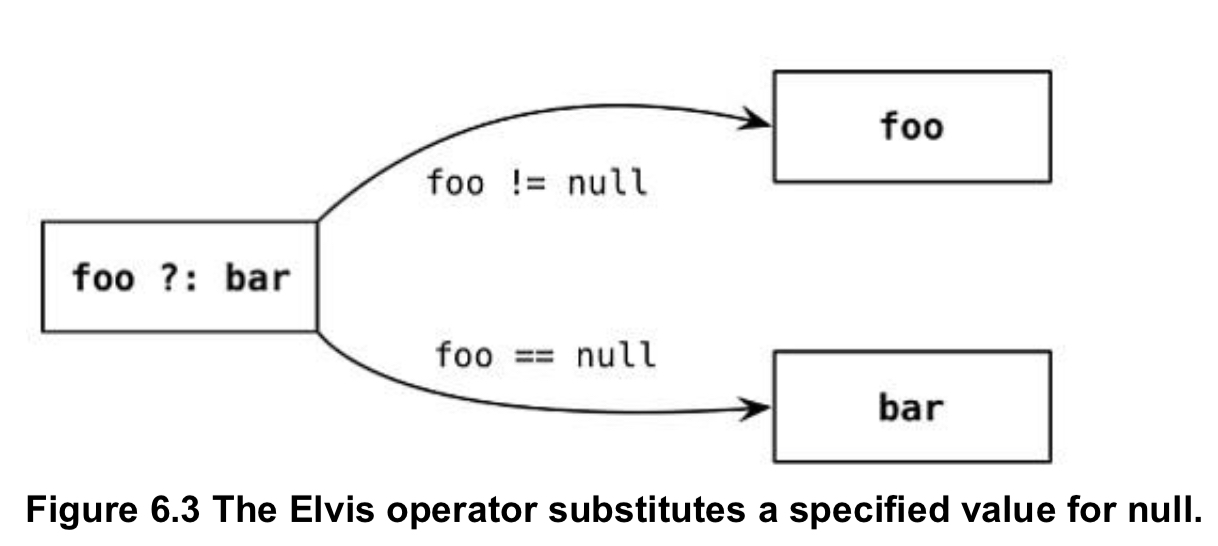 foo
foo != null
foo ?: bar
foo == null
bar
Figure 6.3 The Elvis operator substitutes a specified value for null.